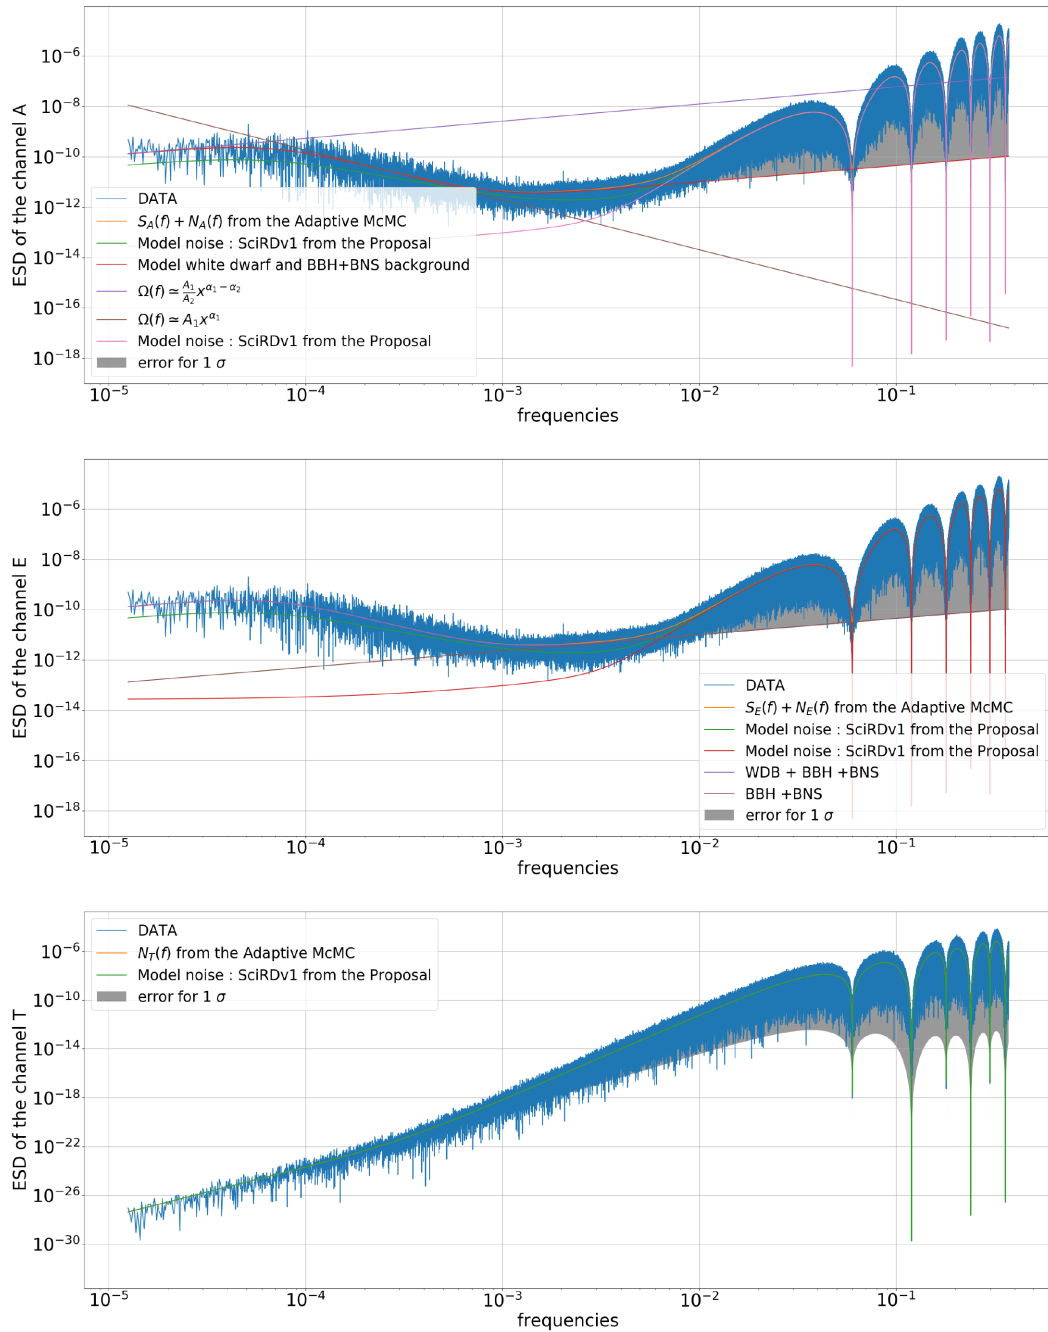 ESD of the channel A
10⁻⁶
10⁻⁸
10⁻¹⁰
10⁻¹²
10⁻¹⁴
10⁻¹⁶
10⁻¹⁸
DATA
S_A(f) + N_A(f) from the Adaptive McMC
Model noise : SciRDv1 from the Proposal
Model white dwarf and BBH+BNS background
Ω(f) ≃ A₁/A₂ x^{α₁−α₂}
Ω(f) ≃ A₁x^{α₁}
Model noise : SciRDv1 from the Proposal
error for 1 σ
10⁻⁵ 10⁻⁴ 10⁻³ 10⁻² 10⁻¹
frequencies
ESD of the channel E
10⁻⁶
10⁻⁸
10⁻¹⁰
10⁻¹²
10⁻¹⁴
10⁻¹⁶
10⁻¹⁸
DATA
S_E(f) + N_E(f) from the Adaptive McMC
Model noise : SciRDv1 from the Proposal
Model noise : SciRDv1 from the Proposal
WDB + BBH +BNS
BBH +BNS
error for 1 σ
10⁻⁵ 10⁻⁴ 10⁻³ 10⁻² 10⁻¹
frequencies
ESD of the channel T
10⁻⁶
10⁻¹⁰
10⁻¹⁴
10⁻¹⁸
10⁻²²
10⁻²⁶
10⁻³⁰
DATA
N_T(f) from the Adaptive McMC
Model noise : SciRDv1 from the Proposal
error for 1 σ
10⁻⁵ 10⁻⁴ 10⁻³ 10⁻² 10⁻¹
frequencies